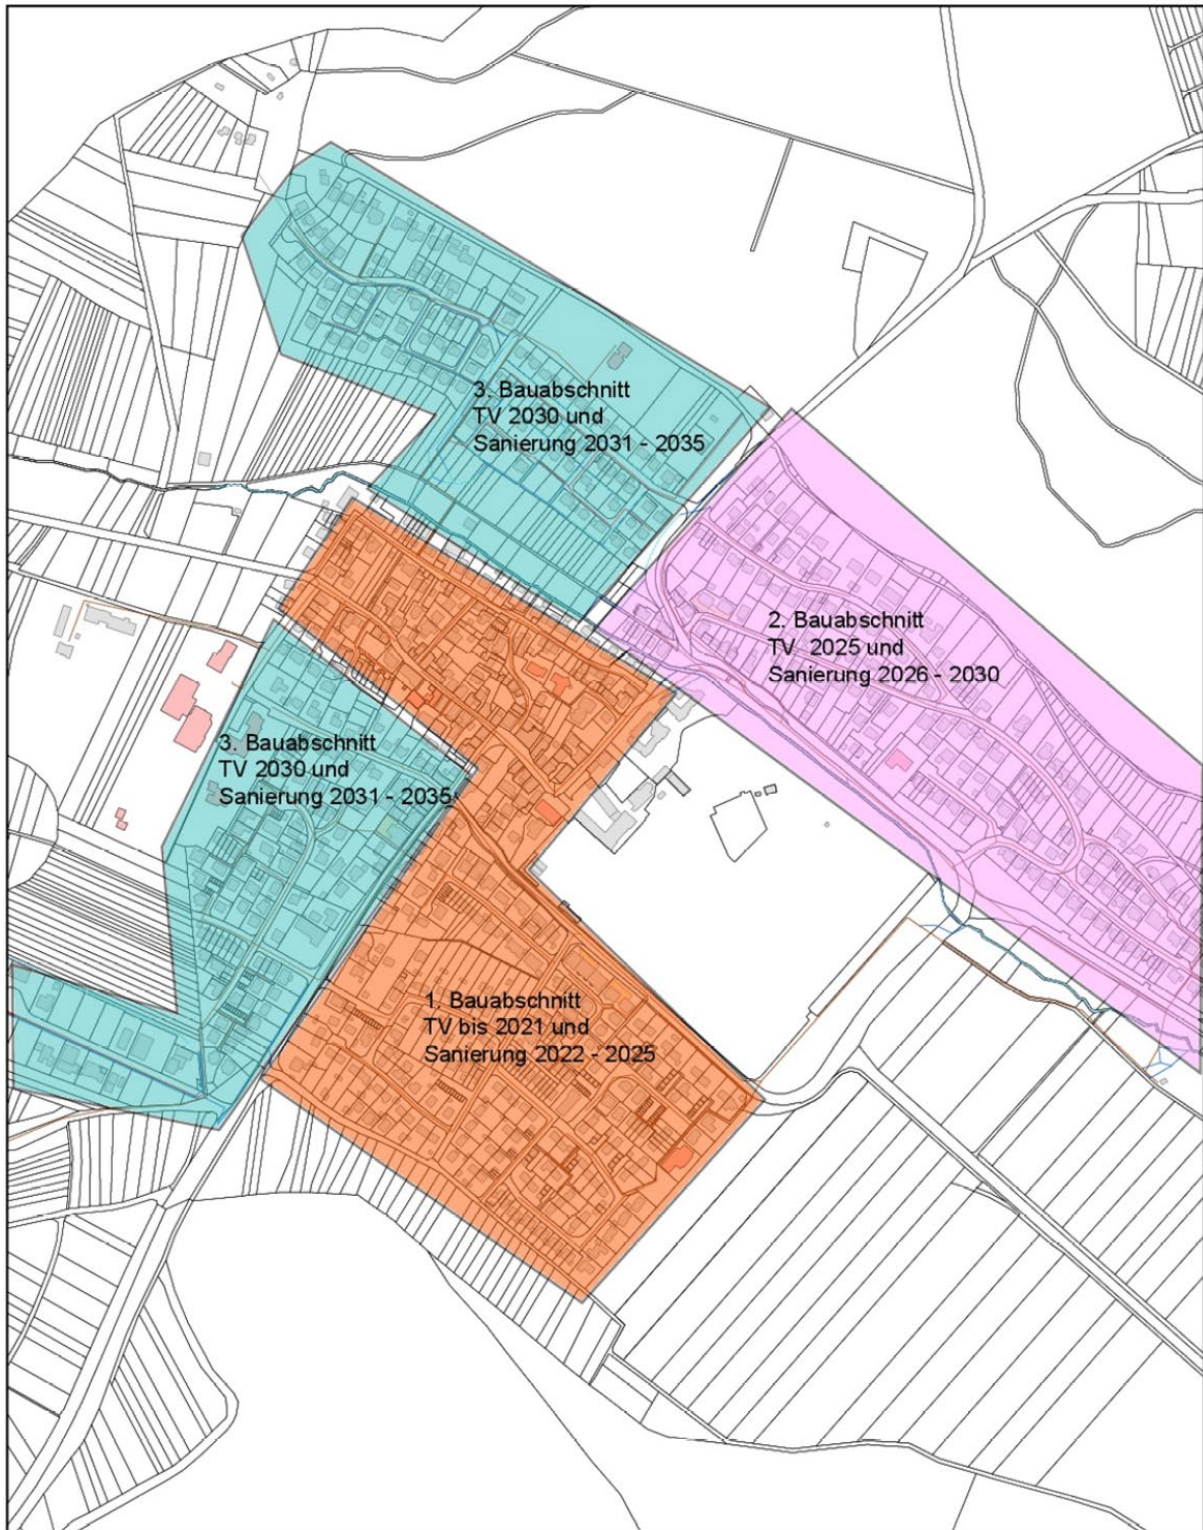 3. Bauabschnitt
TV 2030 und
Sanierung 2031 - 2035
2. Bauabschnitt
TV 2025 und
Sanierung 2026 - 2030
3. Bauabschnitt
TV 2030 und
Sanierung 2031 - 2035
1. Bauabschnitt
TV bis 2021 und
Sanierung 2022 - 2025